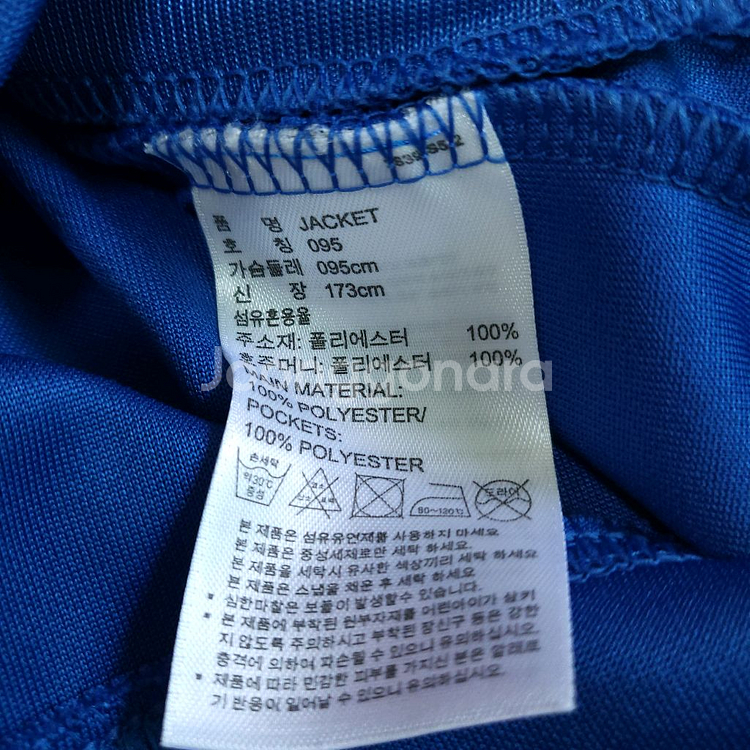 S39-S5-2
품 명 JACKET
호 칭 095
가슴둘레 095cm
신 장 173cm
섬유혼용율
주소재: 폴리에스터 100%
호주머니: 폴리에스터 100%
MAIN MATERIAL:
100% POLYESTER/
POCKETS:
100% POLYESTER
손세탁
약30℃
중성
염소
표백
80~120℃
드라이
본 제품은 섬유유연제를 사용하지 마세요.
본 제품은 중성세제로만 세탁 하세요.
본 제품을 세탁시 유사한 색상끼리 세탁 하세요.
본 제품은 스냅을 채운 후 세탁 하세요.
* 심한마찰은 보풀이 발생할수 있습니다.
* 본 제품에 부착된 원부자재를 어린아이가 삼키
지 않도록 주의하시고 부착된 장신구 등은 강한
충격에 의하여 파손될수 있으니 유의하십시오.
* 제품에 따라 민감한 피부를 가지신 분은 알레르
기 반응이 일어날 수 있으니 유의하십시오.
Joonggonara